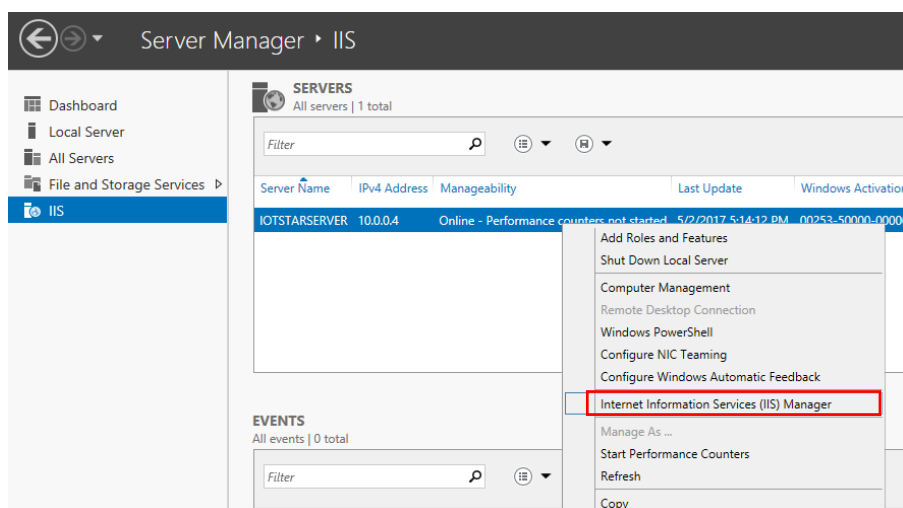 Server Manager ‣ IIS
Dashboard
Local Server
All Servers
File and Storage Services
IIS
SERVERS
All servers | 1 total
Filter
Server Name IPv4 Address Manageability Last Update Windows Activation
IOTSTARSERVER 10.0.0.4 Online - Performance counters not started 5/2/2017 5:14:12 PM 00253-50000-0000
Add Roles and Features
Shut Down Local Server
Computer Management
Remote Desktop Connection
Windows PowerShell
Configure NIC Teaming
Configure Windows Automatic Feedback
Internet Information Services (IIS) Manager
Manage As ...
Start Performance Counters
Refresh
Copy
EVENTS
All events | 0 total
Filter